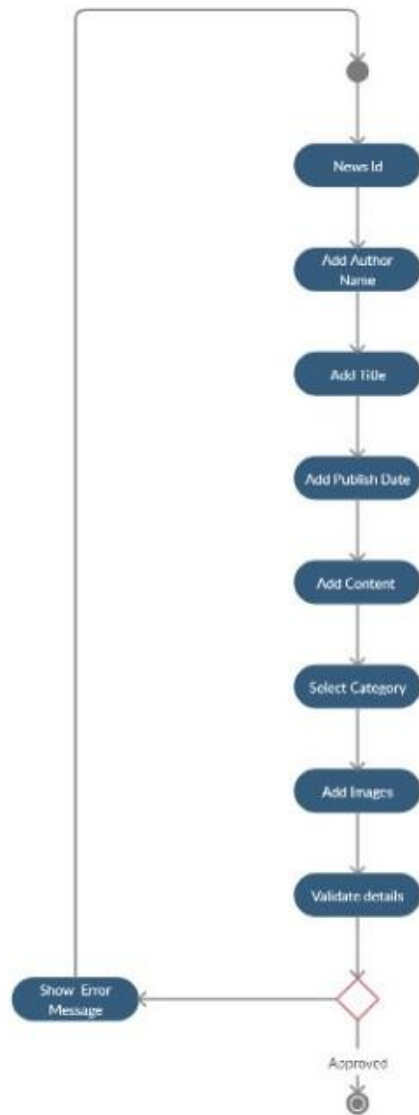 News Id
Add Author
Name
Add Title
Add Publish Date
Add Content
Select Category
Add Images
Validate details
Show Error
Message
Approved